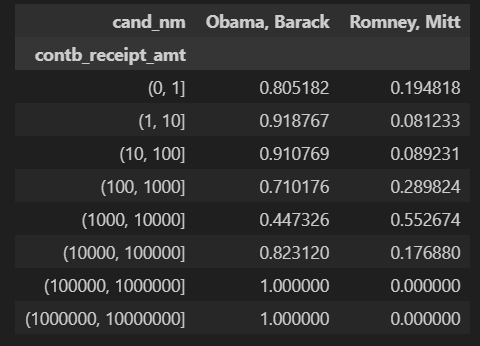 cand_nm Obama, Barack Romney, Mitt
contb_receipt_amt
(0, 1] 0.805182 0.194818
(1, 10] 0.918767 0.081233
(10, 100] 0.910769 0.089231
(100, 1000] 0.710176 0.289824
(1000, 10000] 0.447326 0.552674
(10000, 100000] 0.823120 0.176880
(100000, 1000000] 1.000000 0.000000
(1000000, 10000000] 1.000000 0.000000